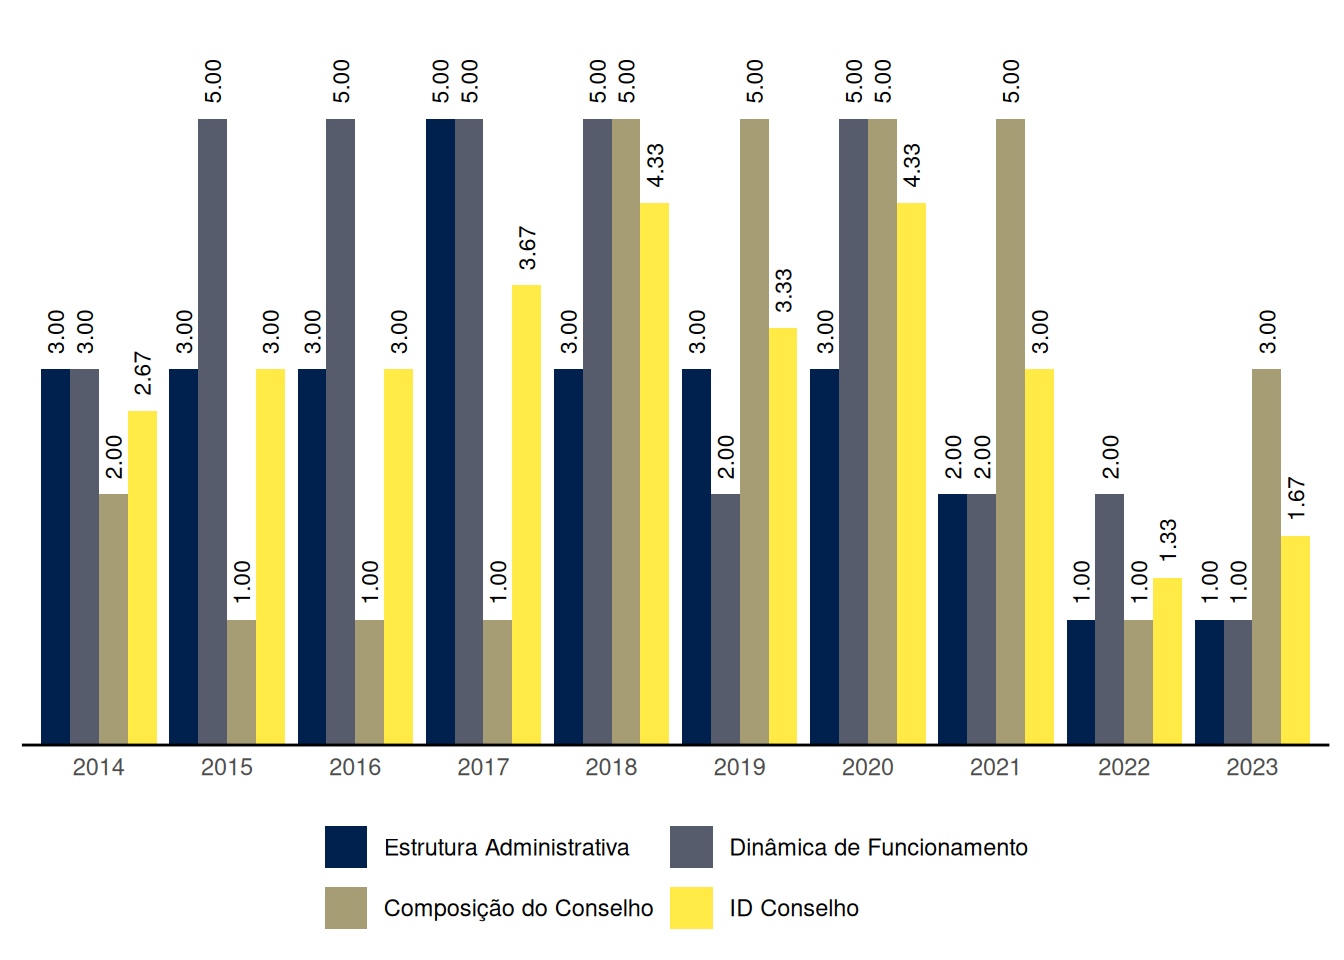 3.00 3.00 2.00 2.67 3.00 5.00 1.00 3.00 3.00 5.00 1.00 3.00 5.00 5.00 1.00 3.67 3.00 5.00 5.00 4.33 3.00 2.00 5.00 3.33 3.00 5.00 5.00 4.33 2.00 2.00 5.00 3.00 1.00 2.00 1.00 1.33 1.00 1.00 3.00 1.67
2014 2015 2016 2017 2018 2019 2020 2021 2022 2023
Estrutura Administrativa Dinâmica de Funcionamento
Composição do Conselho ID Conselho